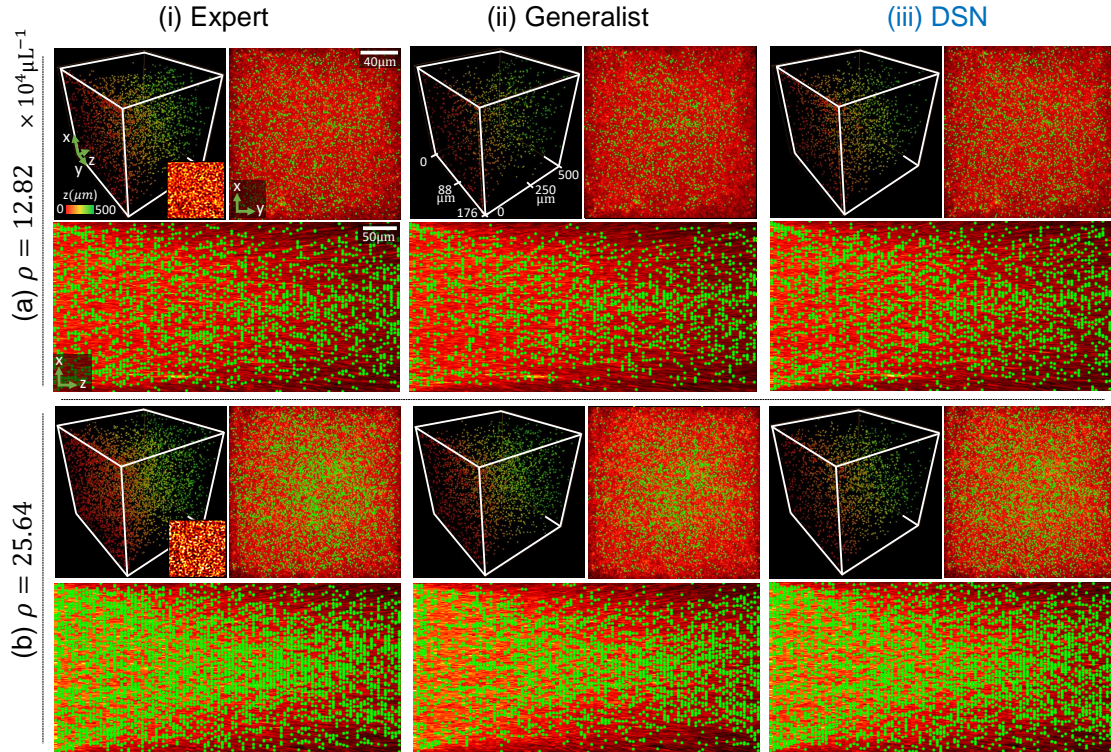 (i) Expert
(ii) Generalist
(iii) DSN
(a) ρ = 12.82 × 10⁴μL⁻¹
40μm
x
z
y
z(μm)
0
500
x
y
0
88
μm
176
0
250
μm
500
50μm
x
z
(b) ρ = 25.64